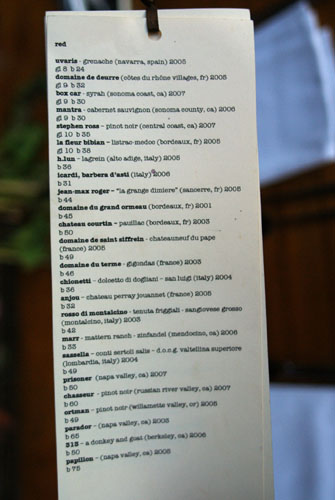 red
uvaris - grenache (navarra, spain) 2005
gl 8 b 24
domaine de deurre (côtes du rhône villages, fr) 2005
gl 9 b 32
box car - syrah (sonoma coast, ca) 2007
gl 9 b 30
mantra - cabernet sauvignon (sonoma county, ca) 2006
gl 9 b 30
stephen ross - pinot noir (central coast, ca) 2007
gl 10 b 35
la fleur bibian - listrac-medoc (bordeaux, fr) 2005
gl 10 b 38
h.lun - lagrein (alto adige, italy) 2006
b 36
icardi, barbera d'asti (italy) 2006
b 31
jean-max roger - "la grange dimiere" (sancerre, fr) 2005
b 44
domaine du grand ormeau (bordeaux, fr) 2001
b 45
chateau courtin - pauillac (bordeaux, fr) 2003
b 50
domaine de saint siffrein - chateauneuf du pape
(france) 2005
b 49
domaine du terme - gigondas (france) 2003
b 46
chionetti - dolcetto di dogliani - san luigi (italy) 2004
b 36
anjou - chateau perray jouannet (france) 2005
b 32
rosso di montalcino - tenuta friggiali - sangiovese grosso
(montalcino, italy) 2003
b 42
marr - mattern ranch - zinfandel (mendocino, ca) 2006
b 33
sassella - conti sertoli salis - d.o.c.g. valtellina superiore
(lombardia, italy) 2004
b 49
prisoner (napa valley, ca) 2007
b 50
chasseur - pinot noir (russian river valley, ca) 2007
b 60
criman - pinot noir (willamette valley, or) 2005
b 49
parador - (napa valley, ca) 2003
b 65
515 - a donkey and goat (berkeley, ca) 2006
b 50
papillon - (napa valley, ca) 2005
b 75